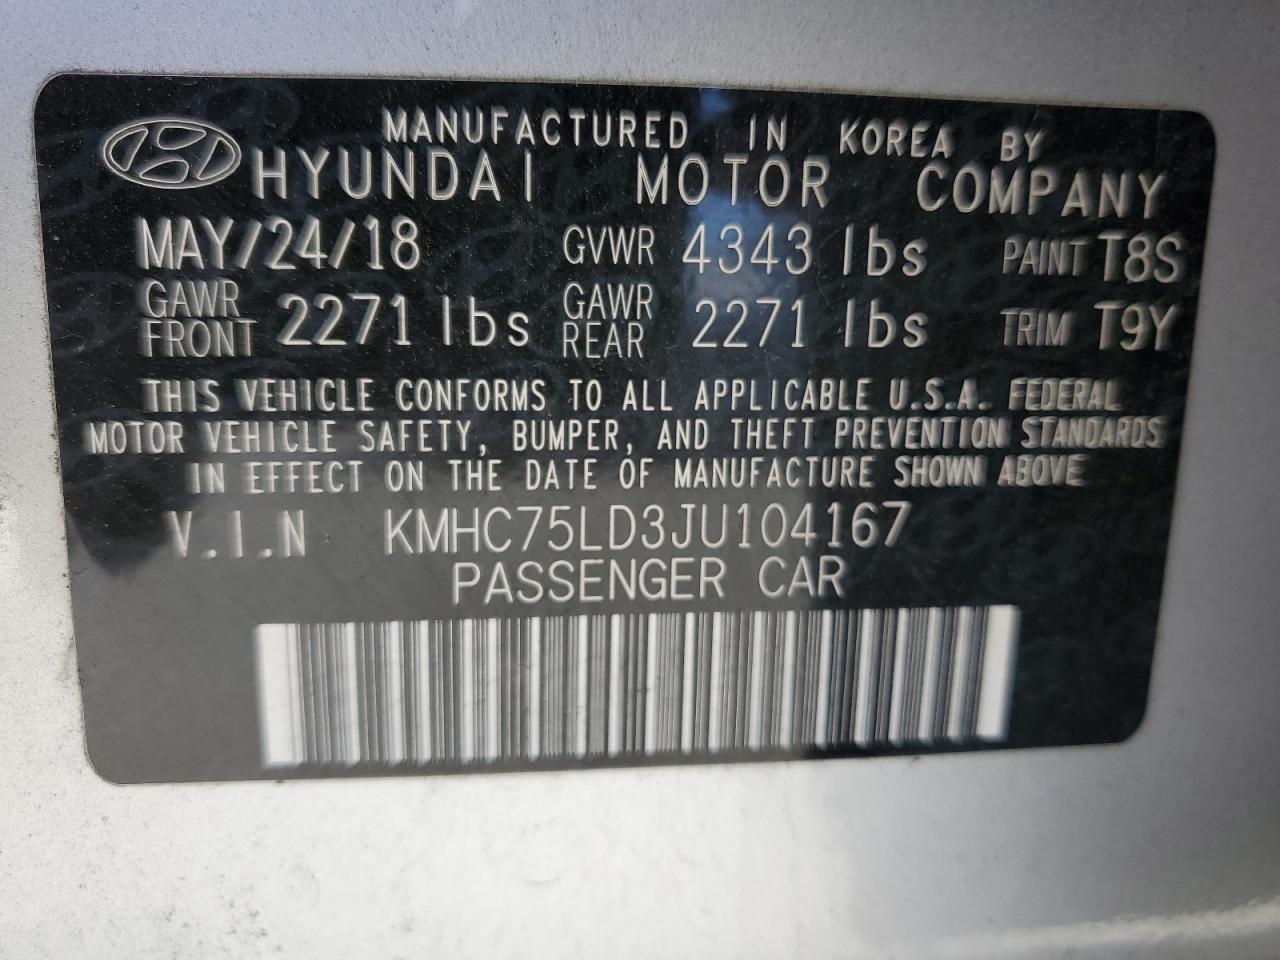 MANUFACTURED IN KOREA BY
HYUNDAI MOTOR COMPANY
MAY/24/18 GVWR 4343 lbs PAINT T8S
GAWR FRONT 2271 lbs GAWR REAR 2271 lbs TRIM T9Y
THIS VEHICLE CONFORMS TO ALL APPLICABLE U.S.A. FEDERAL
MOTOR VEHICLE SAFETY, BUMPER, AND THEFT PREVENTION STANDARDS
IN EFFECT ON THE DATE OF MANUFACTURE SHOWN ABOVE
V.I.N KMHC75LD3JU104167
PASSENGER CAR